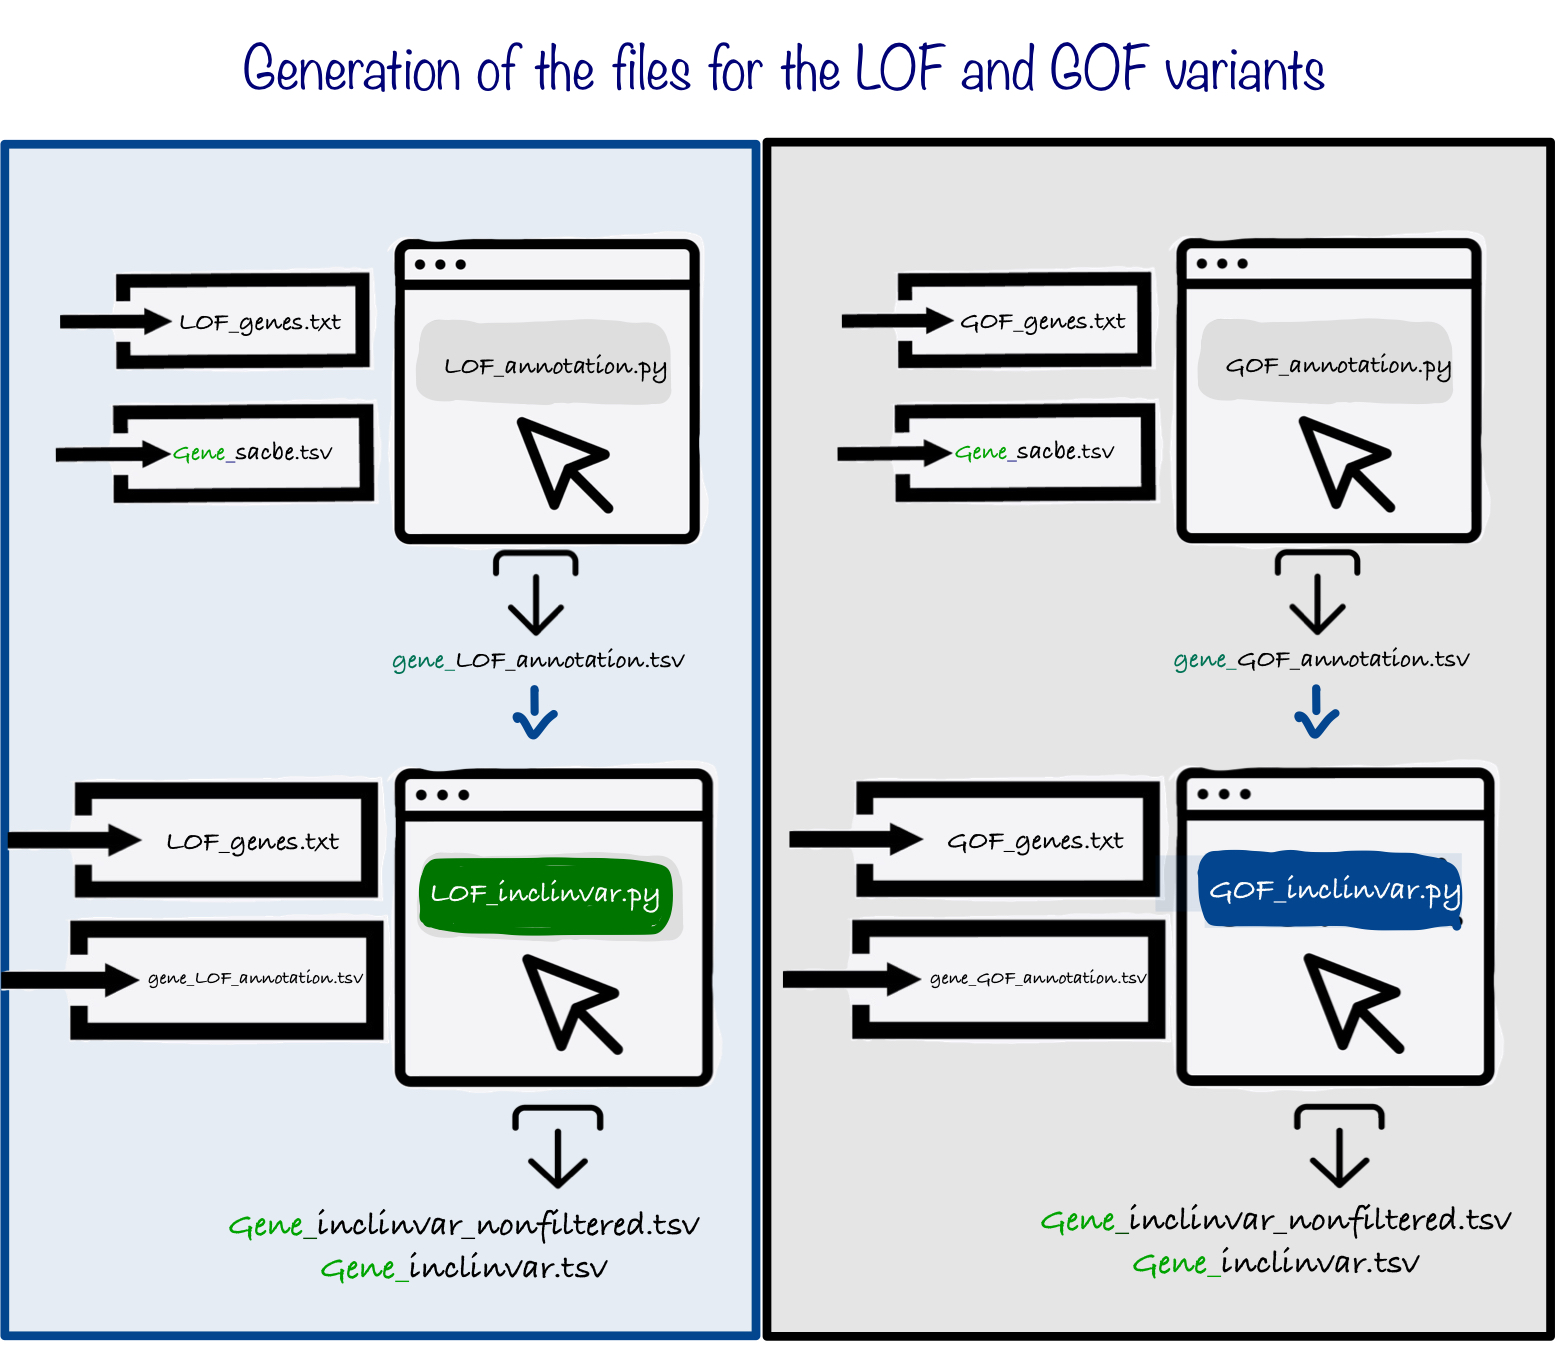 Generation of the files for the LOF and GOF variants
LOF_genes.txt
LOF_annotation.py
Gene_sacbe.tsv
gene_LOF_annotation.tsv
LOF_genes.txt
LOF_inclinvar.py
gene_LOF_annotation.tsv
Gene_inclinvar_nonfiltered.tsv
Gene_inclinvar.tsv
GOF_genes.txt
GOF_annotation.py
Gene_sacbe.tsv
gene_GOF_annotation.tsv
GOF_genes.txt
GOF_inclinvar.py
gene_GOF_annotation.tsv
Gene_inclinvar_nonfiltered.tsv
Gene_inclinvar.tsv